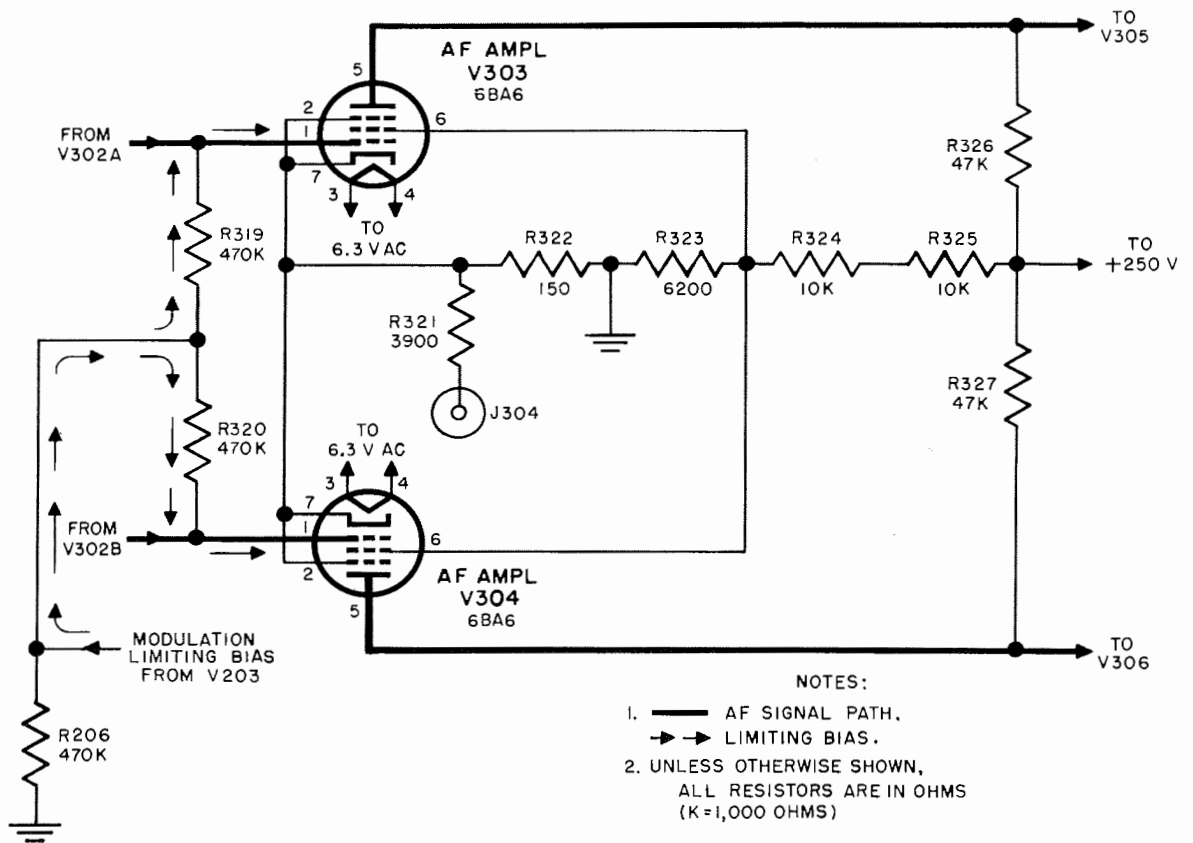 TO
V305
AF AMPL
V303
6BA6
5
2
1
6
7
3
4
FROM
V302A
TO
6.3 V AC
R319
470K
R326
47K
R322
150
R323
6200
R324
10K
R325
10K
TO
+250 V
R321
3900
J304
R327
47K
R320
470K
TO
6.3 V AC
3
4
7
1
6
2
5
FROM
V302B
AF AMPL
V304
6BA6
MODULATION
LIMITING BIAS
FROM V203
TO
V306
R206
470K
NOTES:
1. AF SIGNAL PATH.
LIMITING BIAS.
2. UNLESS OTHERWISE SHOWN,
ALL RESISTORS ARE IN OHMS
(K=1,000 OHMS)